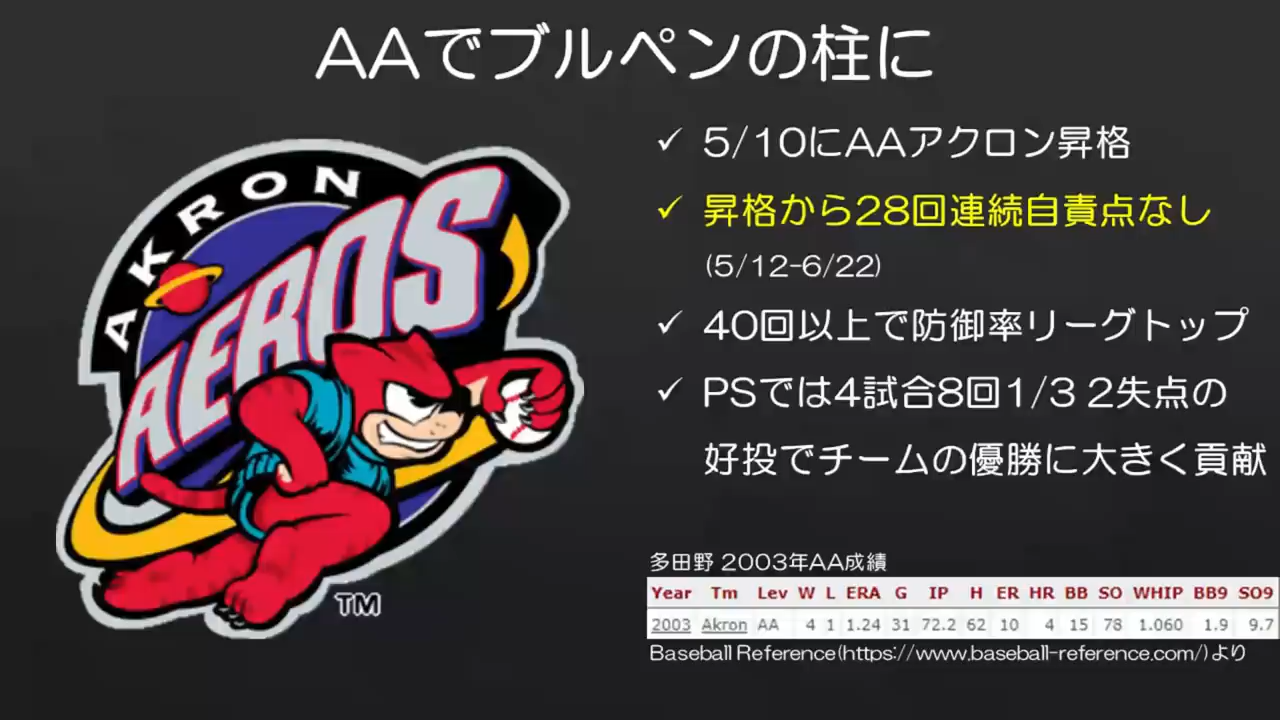 AAでブルペンの柱に
AKRON
AEROS
TM
✓ 5/10にAAアクロン昇格
✓ 昇格から28回連続自責点なし
(5/12-6/22)
✓ 40回以上で防御率リーグトップ
✓ PSでは4試合8回1/3 2失点の
好投でチームの優勝に大きく貢献
多田野 2003年AA成績
Year Tm Lev W L ERA G IP H ER HR BB SO WHIP BB9 SO9
2003 Akron AA 4 1 1.24 31 72.2 62 10 4 15 78 1.060 1.9 9.7
Baseball Reference(https://www.baseball-reference.com/)より